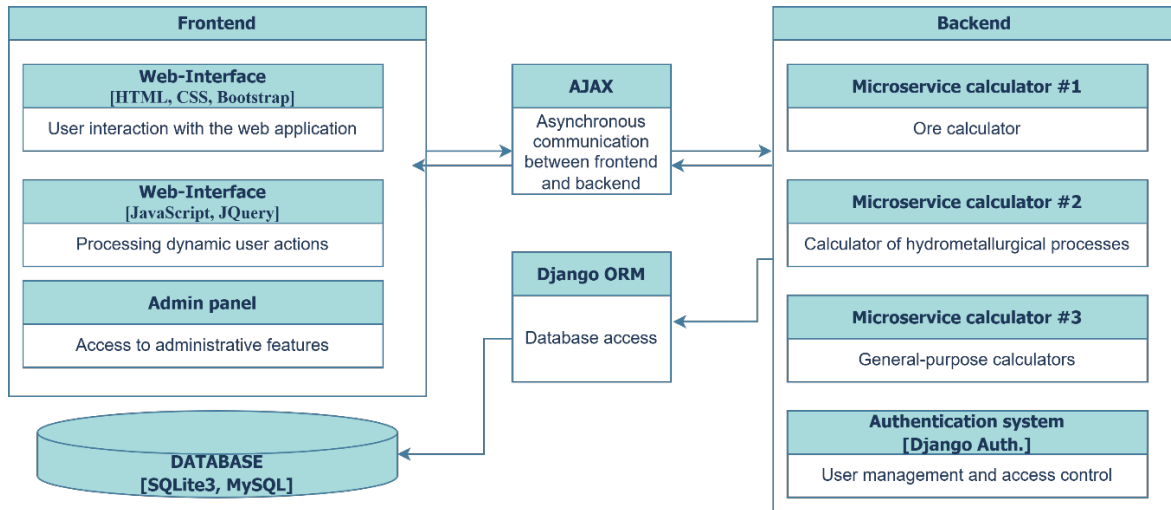 Frontend
Web-Interface
[HTML, CSS, Bootstrap]
User interaction with the web application
Web-Interface
[JavaScript, JQuery]
Processing dynamic user actions
Admin panel
Access to administrative features
DATABASE
[SQLite3, MySQL]
AJAX
Asynchronous
communication
between frontend
and backend
Django ORM
Database access
Backend
Microservice calculator #1
Ore calculator
Microservice calculator #2
Calculator of hydrometallurgical processes
Microservice calculator #3
General-purpose calculators
Authentication system
[Django Auth.]
User management and access control